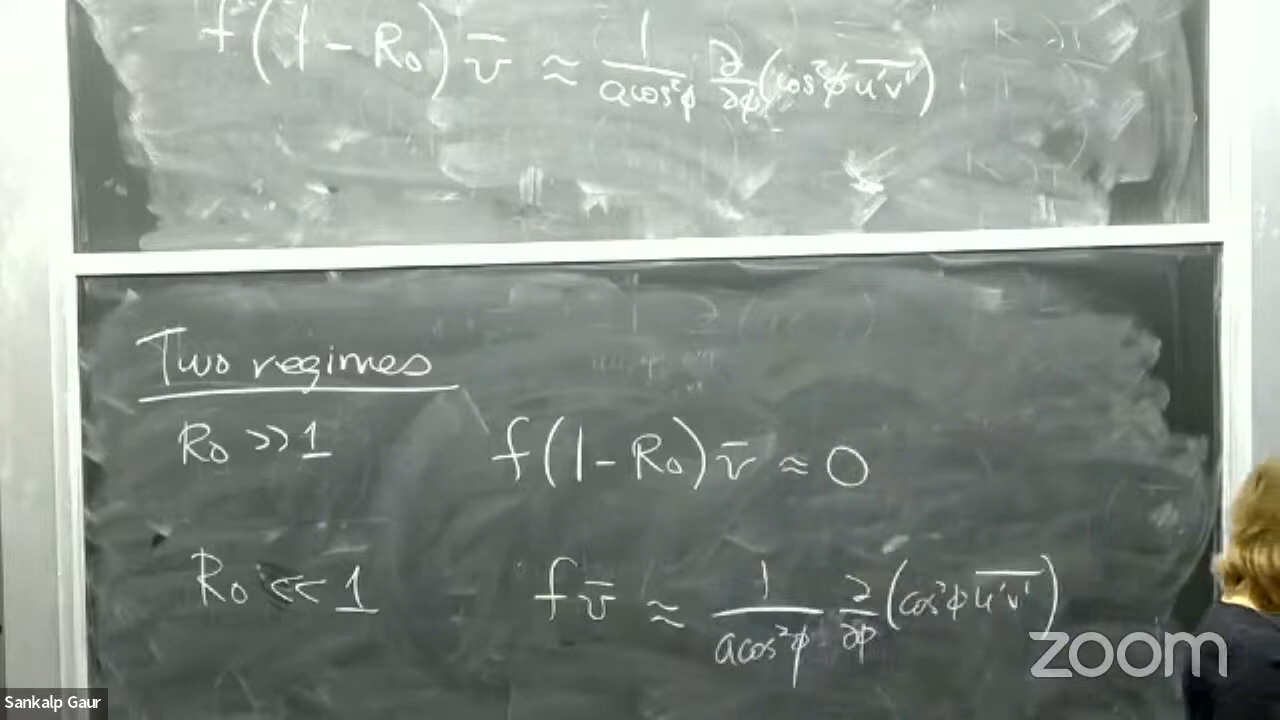 f(1 - Ro) v̅ ≈ 1/(a cos²φ) ∂/∂φ (cos²φ u'v'‾)
Two regimes
Ro >> 1 f(1 - Ro) v̅ ≈ 0
Ro << 1 f v̅ ≈ 1/(a cos²φ) ∂/∂φ (cos²φ u'v'‾)
zoom
Sankalp Gaur